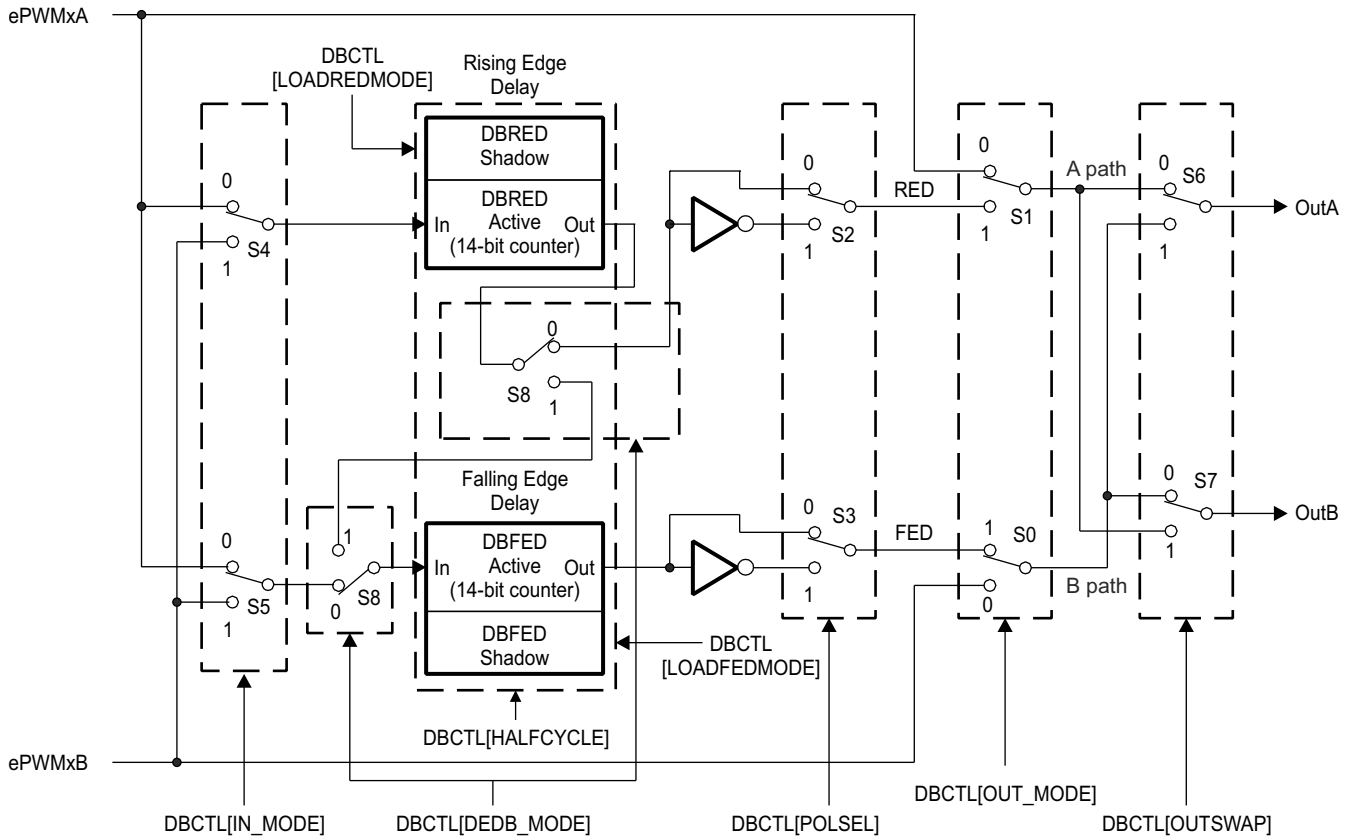 ePWMxA
DBCTL
[LOADREDMODE]
Rising Edge
Delay
DBRED
Shadow
DBRED
Active
(14-bit counter)
In
Out
0
S4
1
0
S2
1
RED
0
S1
1
A path
0
S6
1
OutA
0
S8
1
Falling Edge
Delay
0
S5
1
1
S8
0
DBFED
Active
(14-bit counter)
In
Out
DBFED
Shadow
0
S3
1
FED
1
S0
0
B path
0
S7
1
OutB
DBCTL
[LOADFEDMODE]
DBCTL[HALFCYCLE]
ePWMxB
DBCTL[IN_MODE]
DBCTL[DEDB_MODE]
DBCTL[POLSEL]
DBCTL[OUT_MODE]
DBCTL[OUTSWAP]